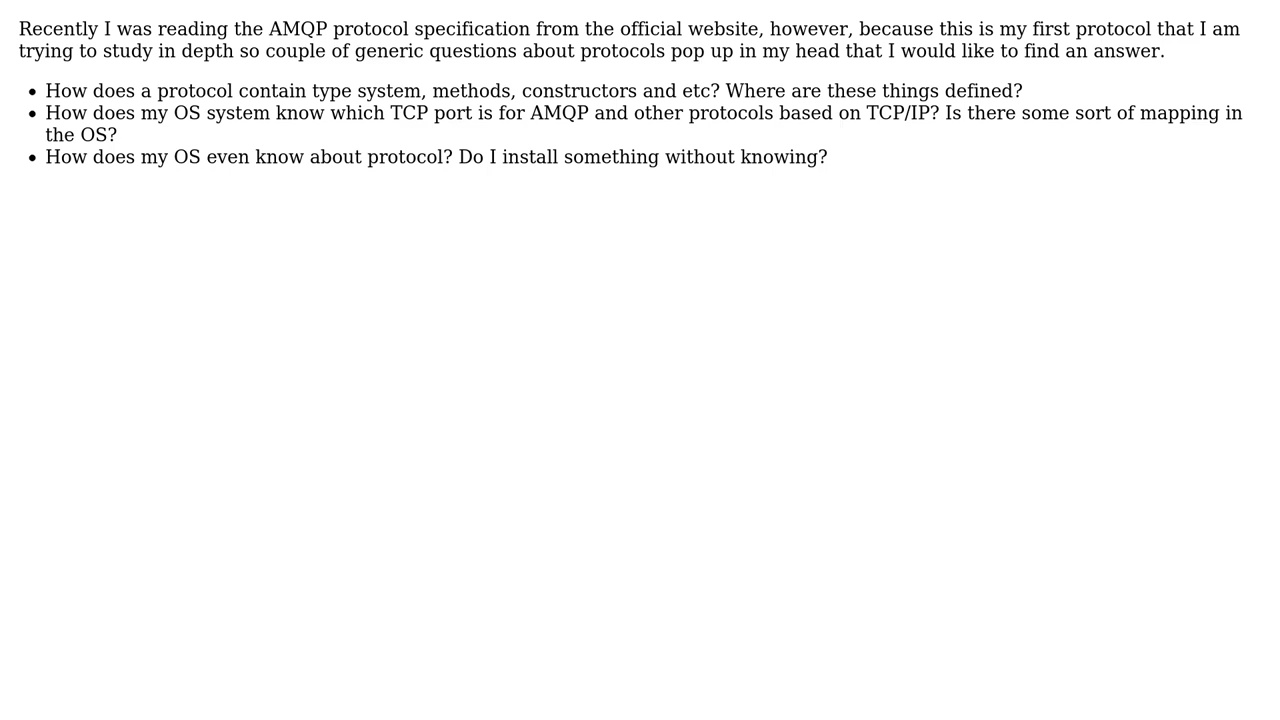 Recently I was reading the AMQP protocol specification from the official website, however, because this is my first protocol that I am
trying to study in depth so couple of generic questions about protocols pop up in my head that I would like to find an answer.
• How does a protocol contain type system, methods, constructors and etc? Where are these things defined?
• How does my OS system know which TCP port is for AMQP and other protocols based on TCP/IP? Is there some sort of mapping in
the OS?
• How does my OS even know about protocol? Do I install something without knowing?